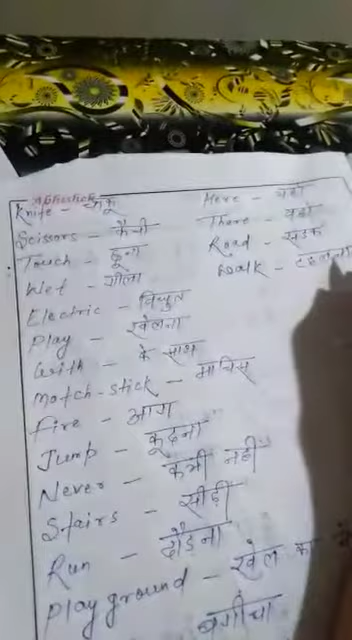 Abhishek
Knife - चाकू
Scissors - कैंची
Touch - छूना
Wet - गीला
Electric - विद्युत
Play - खेलना
With - के साथ
Match-stick - माचिस
Fire - आग
Jump - कूदना
Never - कभी नहीं
Stairs - सीढ़ी
Run - दौड़ना
Play ground - खेल का
बगीचा
Here - यहाँ
There - वहाँ
Road - सड़क
Walk - टहलना